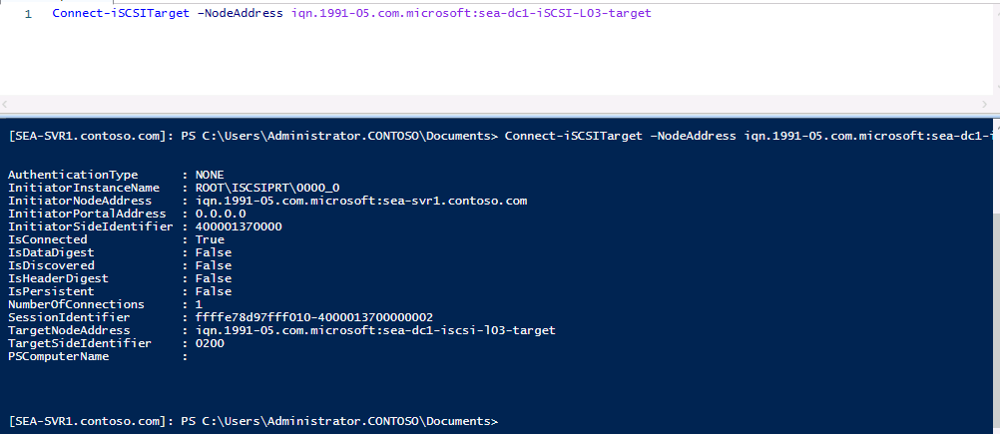 1 Connect-iSCSITarget –NodeAddress iqn.1991-05.com.microsoft:sea-dc1-iSCSI-L03-target
[SEA-SVR1.contoso.com]: PS C:\Users\Administrator.CONTOSO\Documents> Connect-iSCSITarget –NodeAddress iqn.1991-05.com.microsoft:sea-dc1-i
AuthenticationType : NONE
InitiatorInstanceName : ROOT\ISCSIPRT\0000_0
InitiatorNodeAddress : iqn.1991-05.com.microsoft:sea-svr1.contoso.com
InitiatorPortalAddress : 0.0.0.0
InitiatorSideIdentifier : 400001370000
IsConnected : True
IsDataDigest : False
IsDiscovered : False
IsHeaderDigest : False
IsPersistent : False
NumberOfConnections : 1
SessionIdentifier : ffffe78d97fff010-4000013700000002
TargetNodeAddress : iqn.1991-05.com.microsoft:sea-dc1-iscsi-l03-target
TargetSideIdentifier : 0200
PSComputerName :
[SEA-SVR1.contoso.com]: PS C:\Users\Administrator.CONTOSO\Documents>